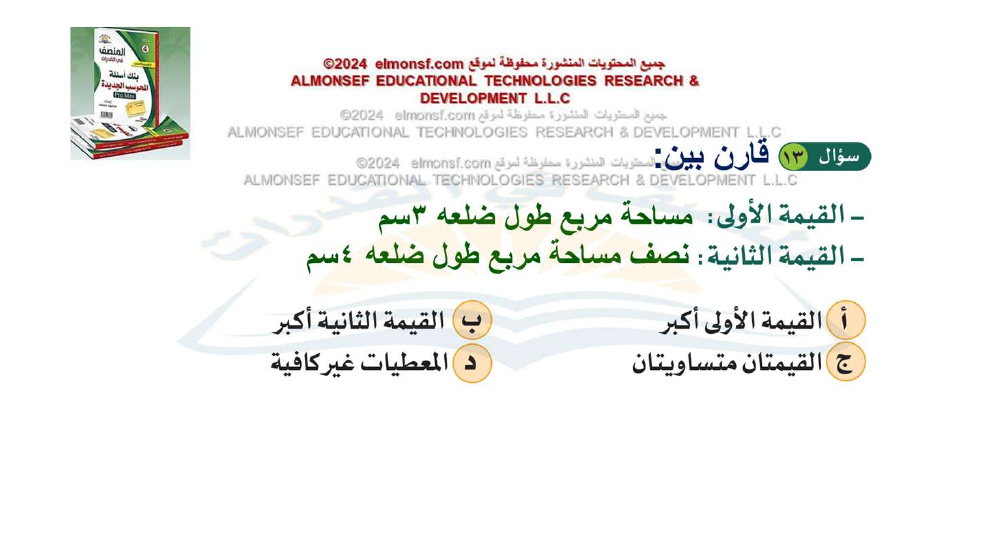 المنصف
في القدرات
بنك أسئلة
المحوسب الجديدة
جميع المحتويات المنشورة محفوظة لموقع elmonsf.com ©2024
ALMONSEF EDUCATIONAL TECHNOLOGIES RESEARCH &
DEVELOPMENT L.L.C
جميع المحتويات المنشورة محفوظة لموقع elmonsf.com ©2024
ALMONSEF EDUCATIONAL TECHNOLOGIES RESEARCH & DEVELOPMENT L.L.C
سؤال ١٣ قارن بين:
المحتويات المنشورة محفوظة لموقع elmonsf.com ©2024
ALMONSEF EDUCATIONAL TECHNOLOGIES RESEARCH & DEVELOPMENT L.L.C
– القيمة الأولى: مساحة مربع طول ضلعه ٣سم
– القيمة الثانية: نصف مساحة مربع طول ضلعه ٤سم
أ القيمة الأولى أكبر ب القيمة الثانية أكبر
ج القيمتان متساويتان د المعطيات غير كافية